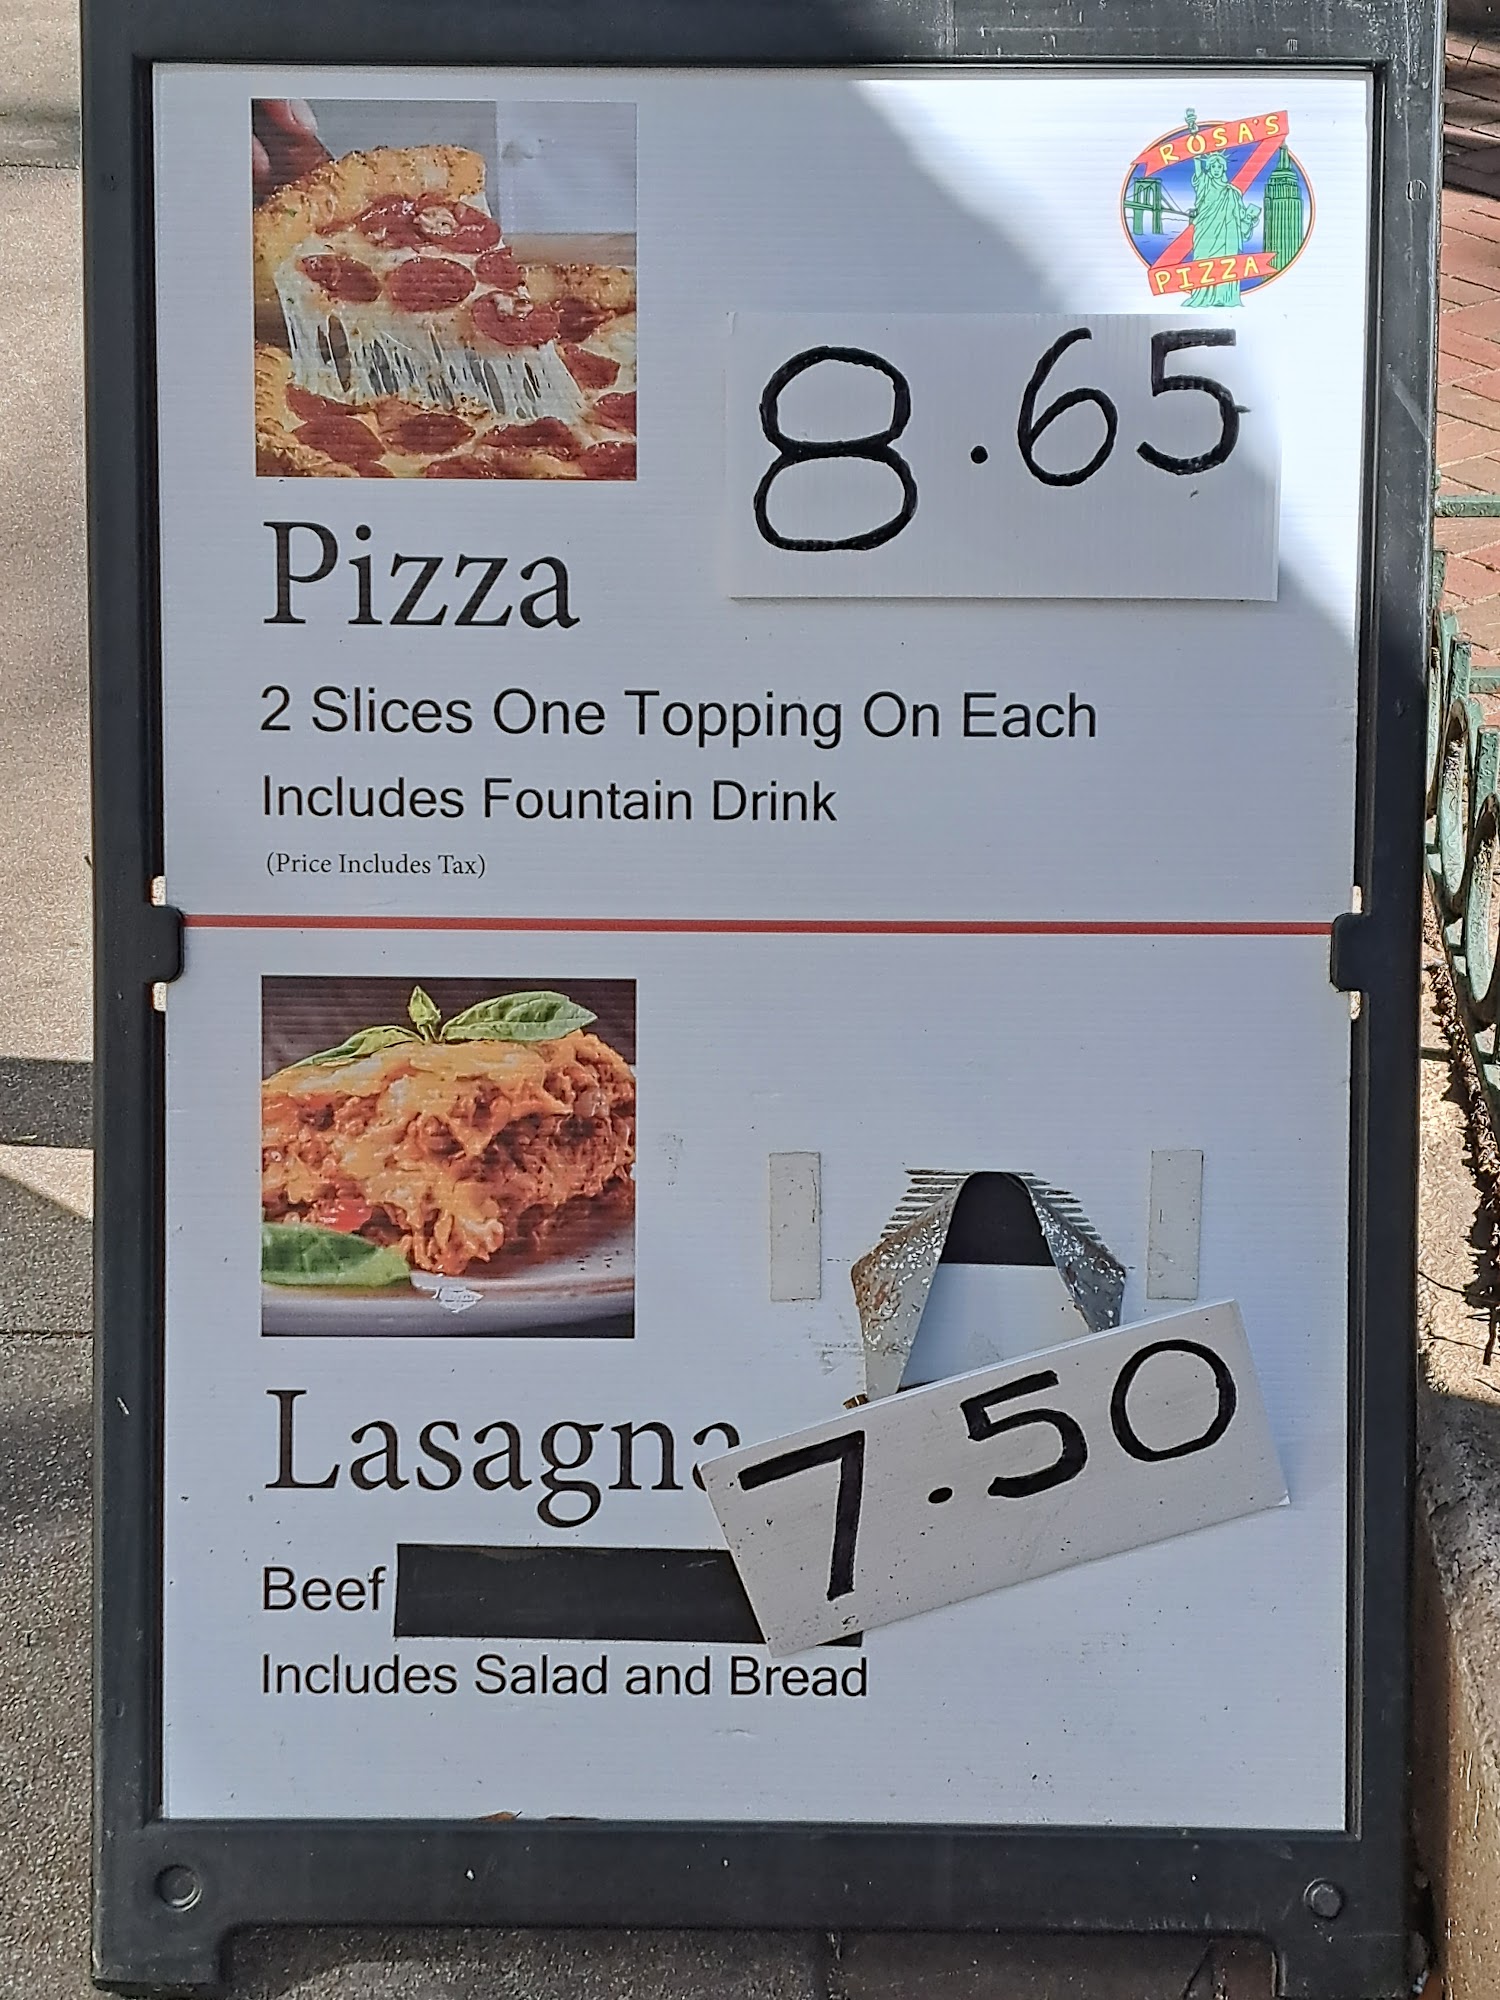 ROSA'S
PIZZA
8.65
Pizza
2 Slices One Topping On Each
Includes Fountain Drink
(Price Includes Tax)
7.50
Lasagna
Beef
Includes Salad and Bread